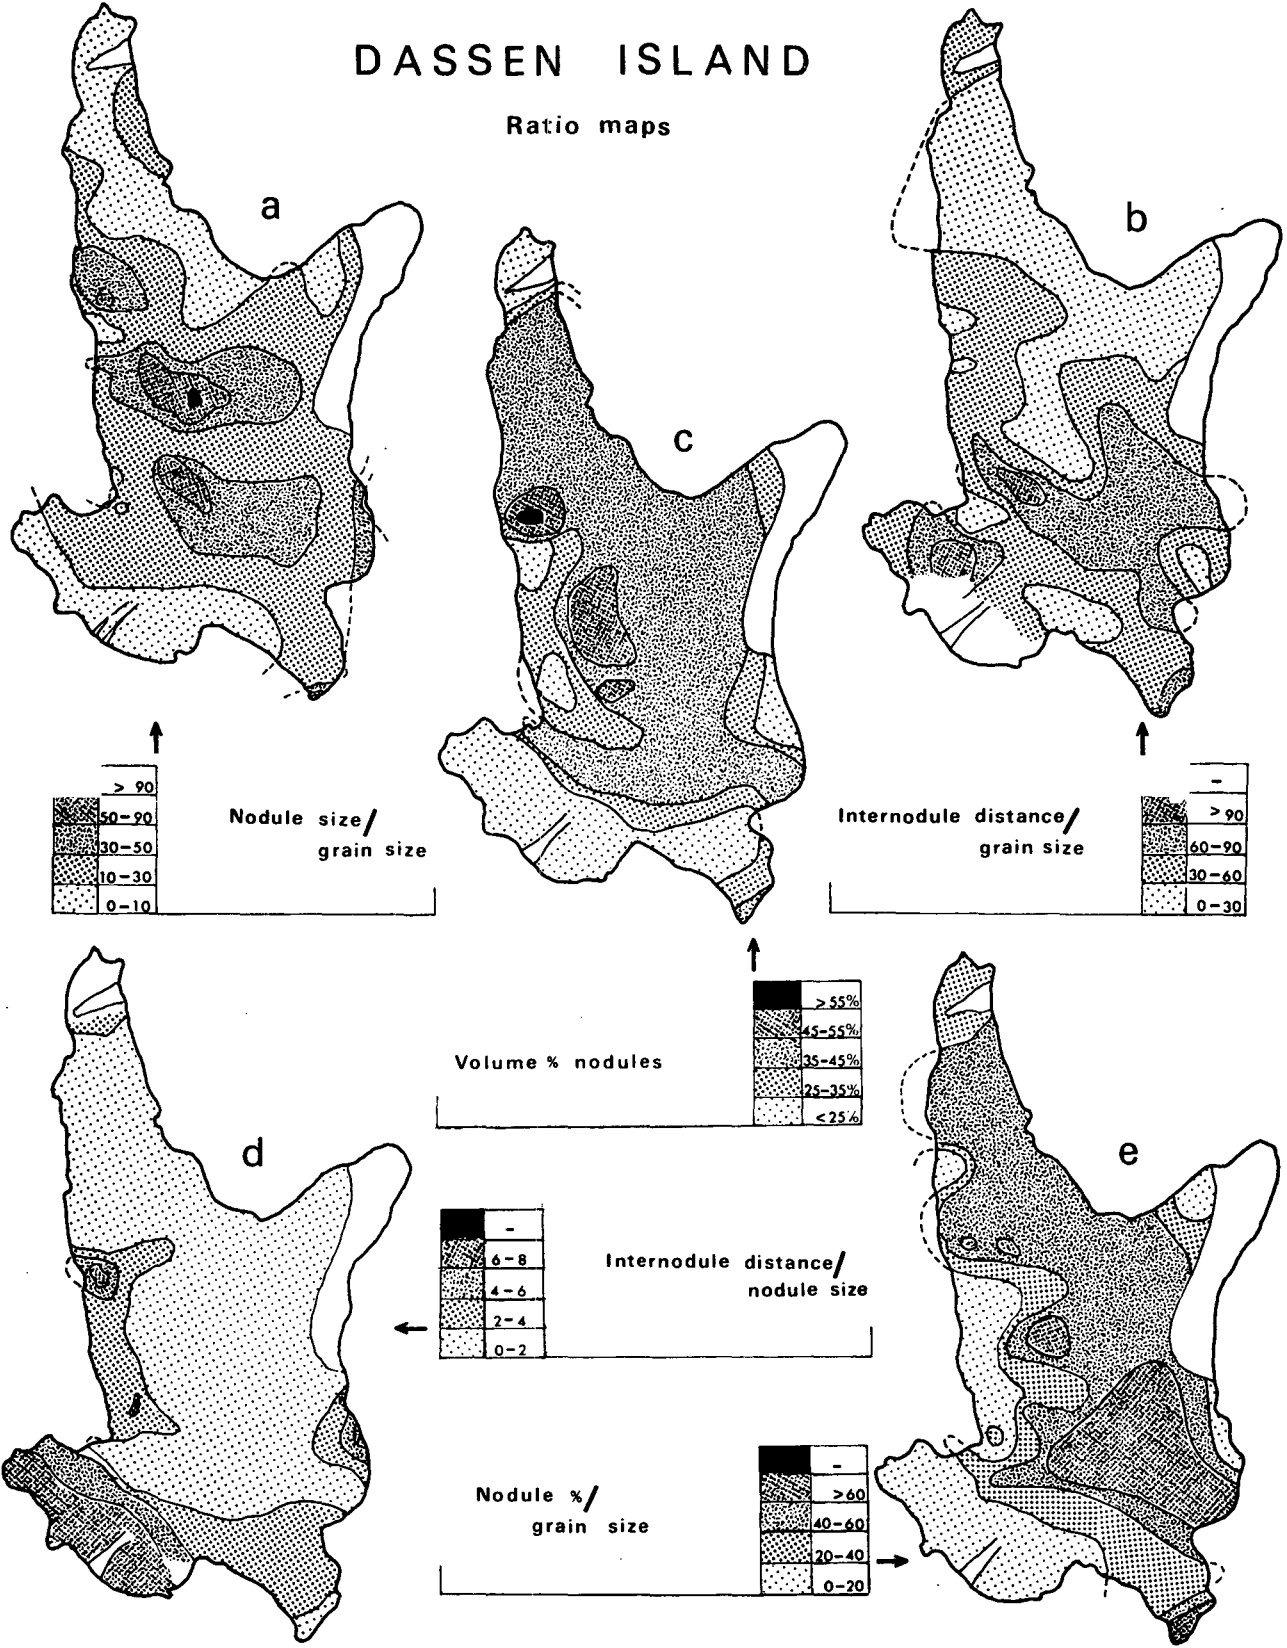 DASSEN ISLAND
Ratio maps
a
b
c
> 90
50-90
30-50
10-30
0-10
Nodule size/
grain size
Internodule distance/
grain size
-
> 90
60-90
30-60
0-30
Volume % nodules
> 55%
45-55%
35-45%
25-35%
< 25%
d
e
-
6-8
4-6
2-4
0-2
Internodule distance/
nodule size
Nodule %/
grain size
-
>60
40-60
20-40
0-20